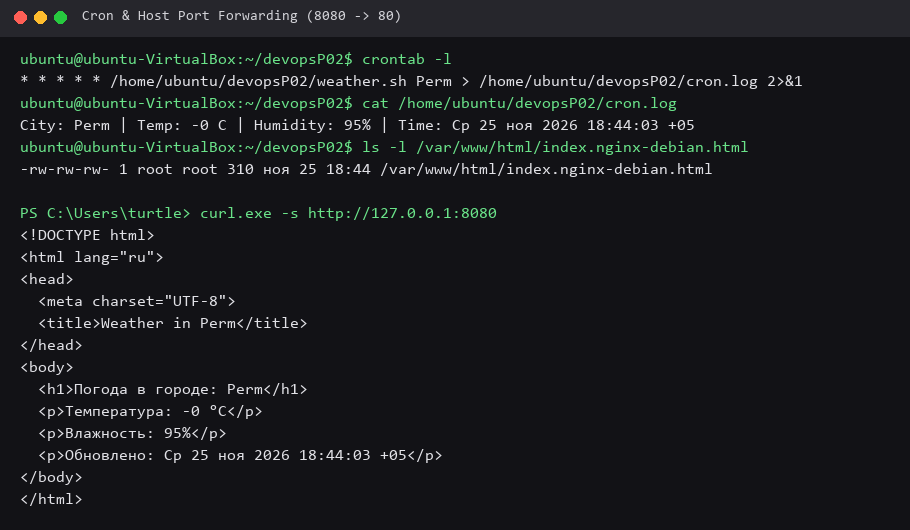 Cron & Host Port Forwarding (8080 -> 80)
ubuntu@ubuntu-VirtualBox:~/devopsP02$ crontab -l
* * * * * /home/ubuntu/devopsP02/weather.sh Perm > /home/ubuntu/devopsP02/cron.log 2>&1
ubuntu@ubuntu-VirtualBox:~/devopsP02$ cat /home/ubuntu/devopsP02/cron.log
City: Perm | Temp: -0 C | Humidity: 95% | Time: Ср 25 ноя 2026 18:44:03 +05
ubuntu@ubuntu-VirtualBox:~/devopsP02$ ls -l /var/www/html/index.nginx-debian.html
-rw-rw-rw- 1 root root 310 ноя 25 18:44 /var/www/html/index.nginx-debian.html
PS C:\Users\turtle> curl.exe -s http://127.0.0.1:8080
<!DOCTYPE html>
<html lang="ru">
<head>
  <meta charset="UTF-8">
  <title>Weather in Perm</title>
</head>
<body>
  <h1>Погода в городе: Perm</h1>
  <p>Температура: -0 °C</p>
  <p>Влажность: 95%</p>
  <p>Обновлено: Ср 25 ноя 2026 18:44:03 +05</p>
</body>
</html>